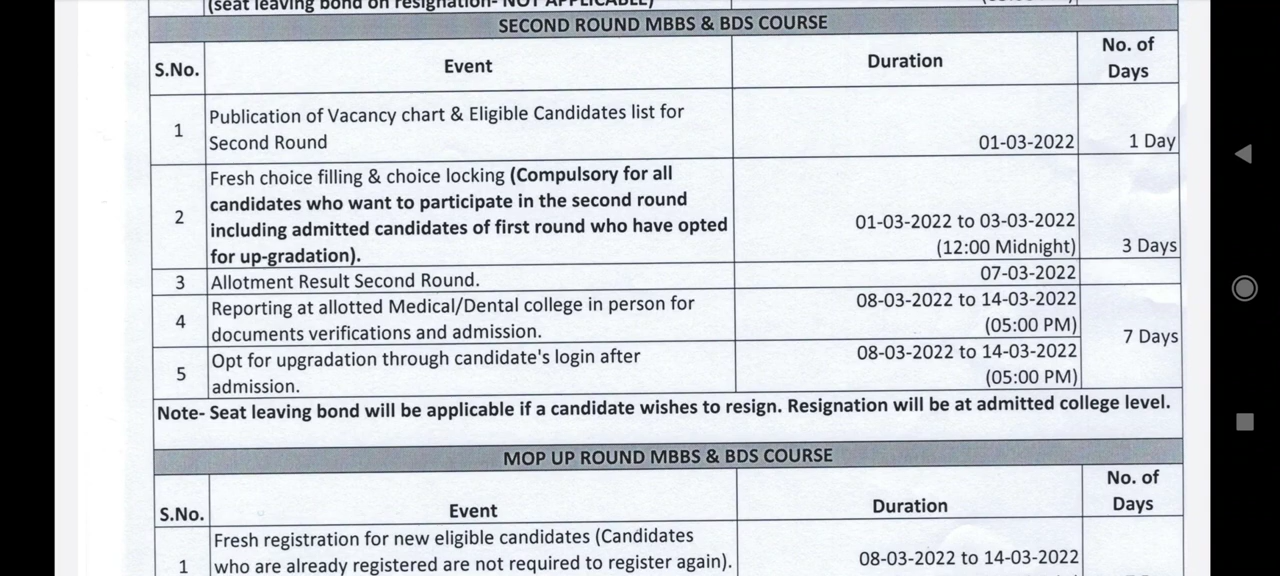 (seat leaving bond on resignation- NOT APPLICABLE)
SECOND ROUND MBBS & BDS COURSE
S.No.
Event
Duration
No. of
Days
1
Publication of Vacancy chart & Eligible Candidates list for
Second Round
01-03-2022
1 Day
2
Fresh choice filling & choice locking (Compulsory for all
candidates who want to participate in the second round
including admitted candidates of first round who have opted
for up-gradation).
01-03-2022 to 03-03-2022
(12:00 Midnight)
3 Days
3
Allotment Result Second Round.
07-03-2022
4
Reporting at allotted Medical/Dental college in person for
documents verifications and admission.
08-03-2022 to 14-03-2022
(05:00 PM)
7 Days
5
Opt for upgradation through candidate's login after
admission.
08-03-2022 to 14-03-2022
(05:00 PM)
Note- Seat leaving bond will be applicable if a candidate wishes to resign. Resignation will be at admitted college level.
MOP UP ROUND MBBS & BDS COURSE
S.No.
Event
Duration
No. of
Days
1
Fresh registration for new eligible candidates (Candidates
who are already registered are not required to register again).
08-03-2022 to 14-03-2022